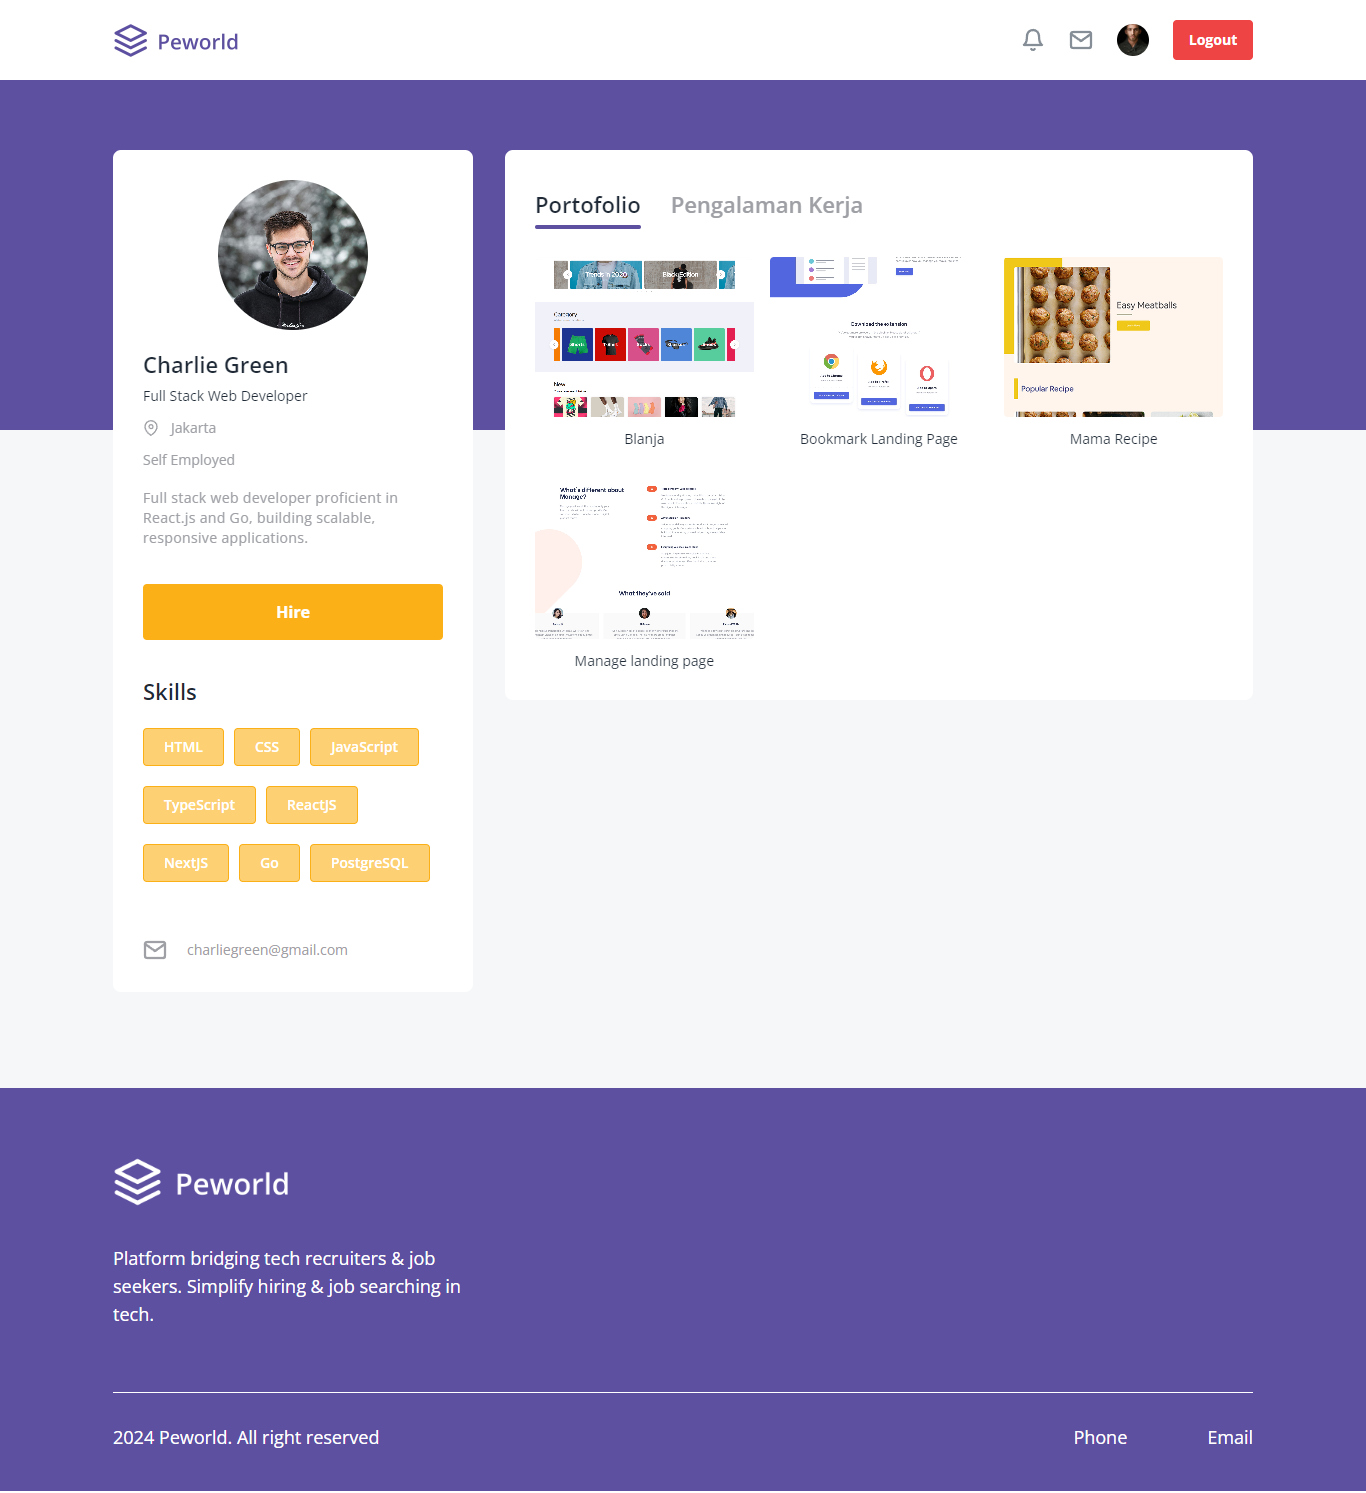 Peworld
Logout
Charlie Green
Full Stack Web Developer
Jakarta
Self Employed
Full stack web developer proficient in
React.js and Go, building scalable,
responsive applications.
Hire
Skills
HTML
CSS
JavaScript
TypeScript
ReactJS
NextJS
Go
PostgreSQL
charliegreen@gmail.com
Portofolio
Pengalaman Kerja
Trends in 2020
Black Edition
Category
New
Blanja
Download the extension
Bookmark Landing Page
Easy Meatballs
Popular Recipe
Mama Recipe
What's different about
Manage?
What they've said
Manage landing page
Peworld
Platform bridging tech recruiters & job
seekers. Simplify hiring & job searching in
tech.
2024 Peworld. All right reserved
Phone
Email